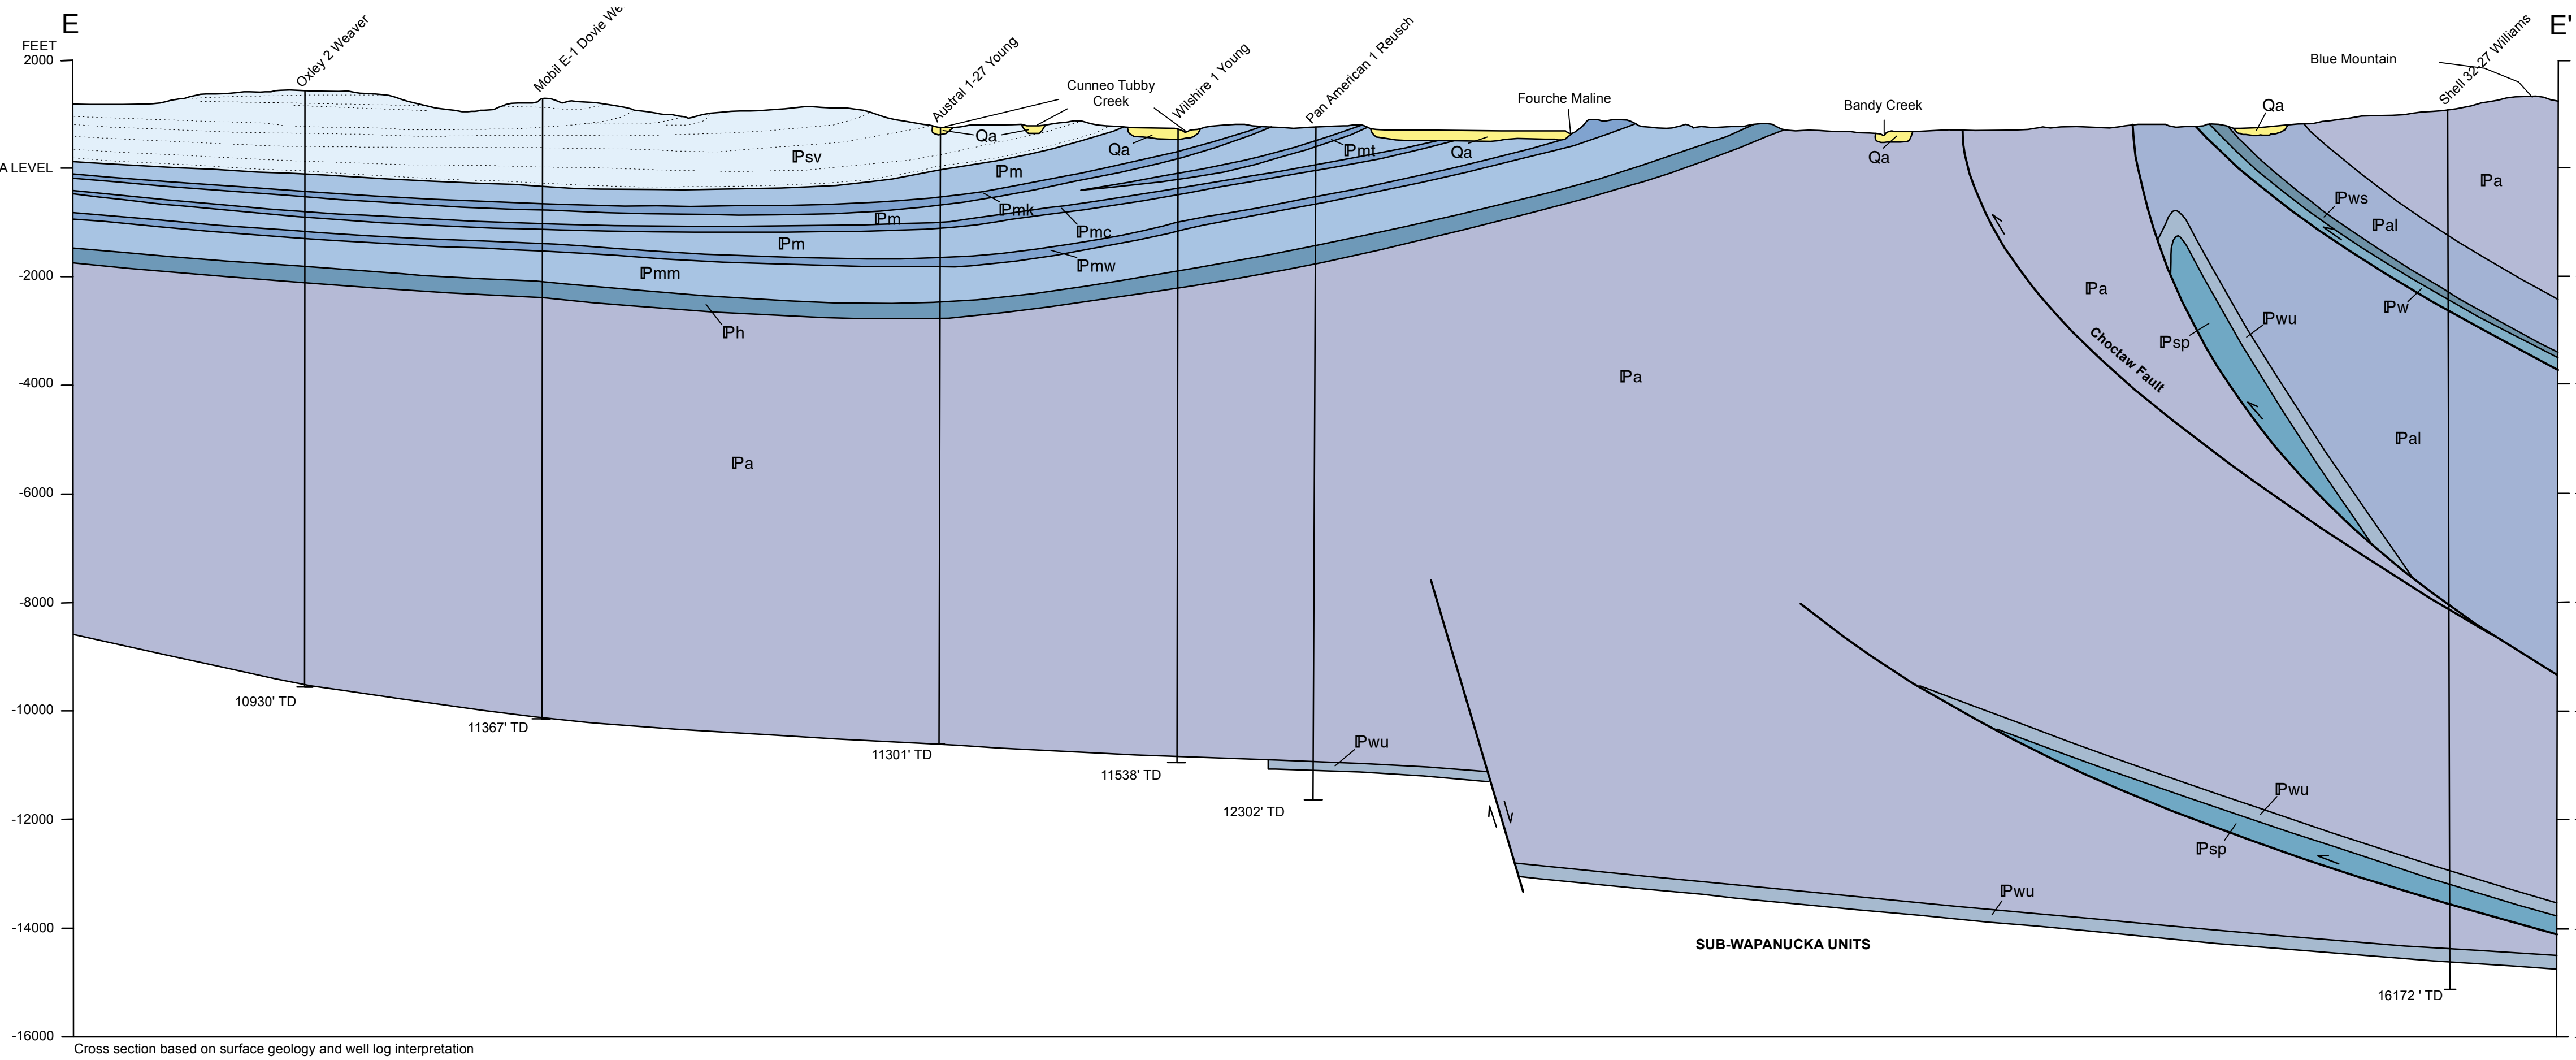 E
E'
FEET
2000
Oxley 2 Weaver
Mobil E-1 Dovie
Austral 1-27 Young
Cunneo Tubby
Creek
Wilshire 1 Young
Pan American 1 Reusch
Fourche Maline
Bandy Creek
Blue Mountain
Shell 32-27 Williams
Qa
Qa
Qa
Qa
Qa
ℙsv
ℙm
ℙmt
ℙa
A LEVEL
ℙws
ℙmk
ℙm
ℙal
ℙmc
ℙm
ℙmw
ℙmm
-2000
ℙa
ℙw
ℙwu
ℙh
ℙsp
Choctaw Fault
ℙa
-4000
ℙal
ℙa
-6000
-8000
10930' TD
-10000
11367' TD
ℙwu
11301' TD
11538' TD
ℙwu
12302' TD
-12000
ℙsp
ℙwu
-14000
SUB-WAPANUCKA UNITS
16172 ' TD
-16000
Cross section based on surface geology and well log interpretation